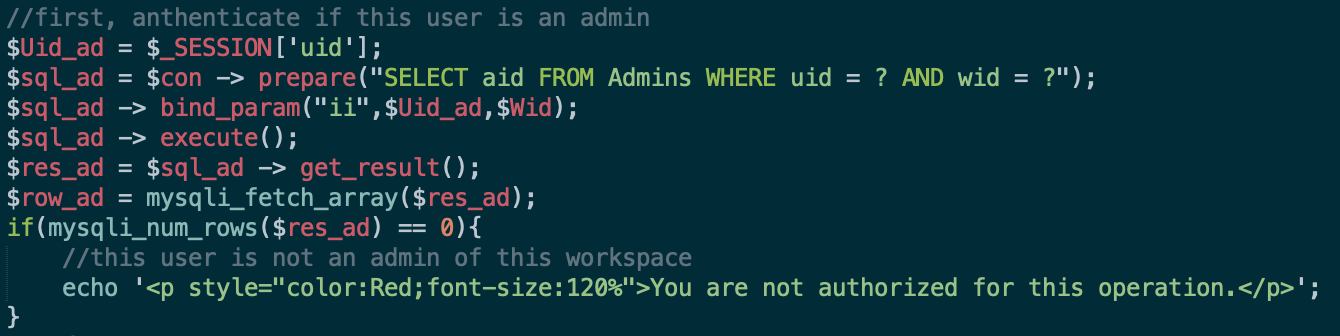 //first, anthenticate if this user is an admin
$Uid_ad = $_SESSION['uid'];
$sql_ad = $con -> prepare("SELECT aid FROM Admins WHERE uid = ? AND wid = ?");
$sql_ad -> bind_param("ii",$Uid_ad,$Wid);
$sql_ad -> execute();
$res_ad = $sql_ad -> get_result();
$row_ad = mysqli_fetch_array($res_ad);
if(mysqli_num_rows($res_ad) == 0){
    //this user is not an admin of this workspace
    echo '<p style="color:Red;font-size:120%">You are not authorized for this operation.</p>';
}